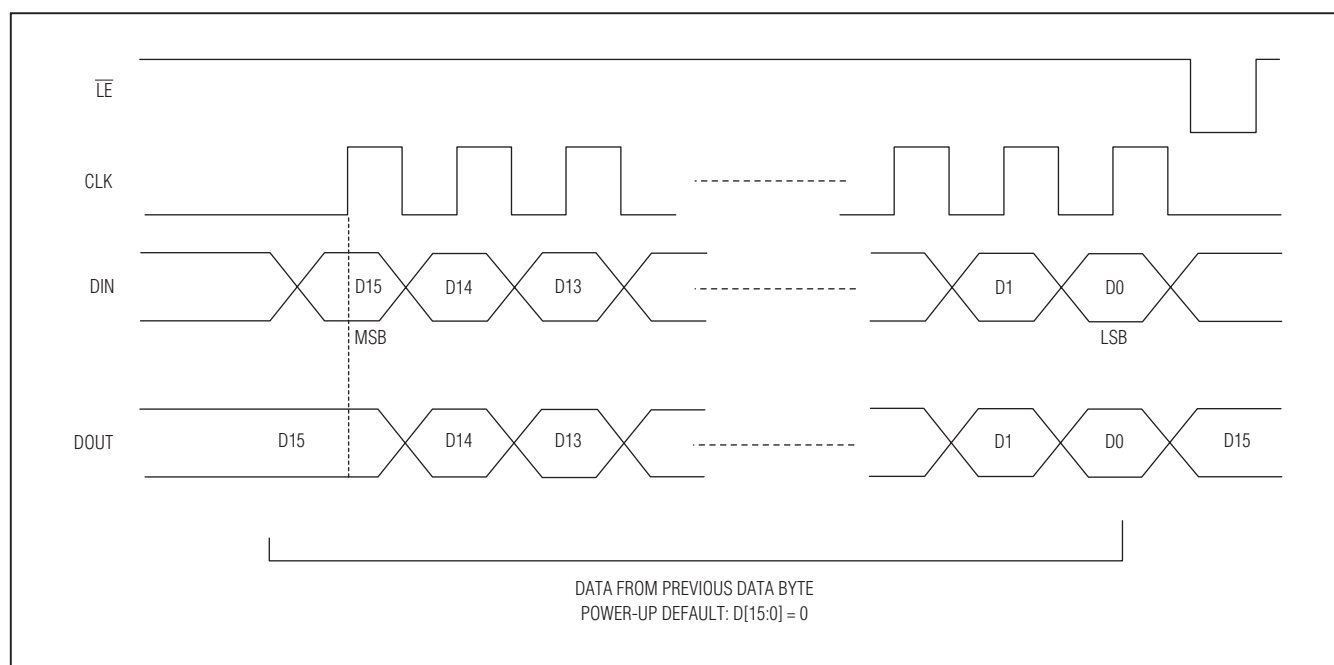 LE
CLK
DIN
D15
D14
D13
D1
D0
MSB
LSB
DOUT
D15
D14
D13
D1
D0
D15
DATA FROM PREVIOUS DATA BYTE
POWER-UP DEFAULT: D[15:0] = 0